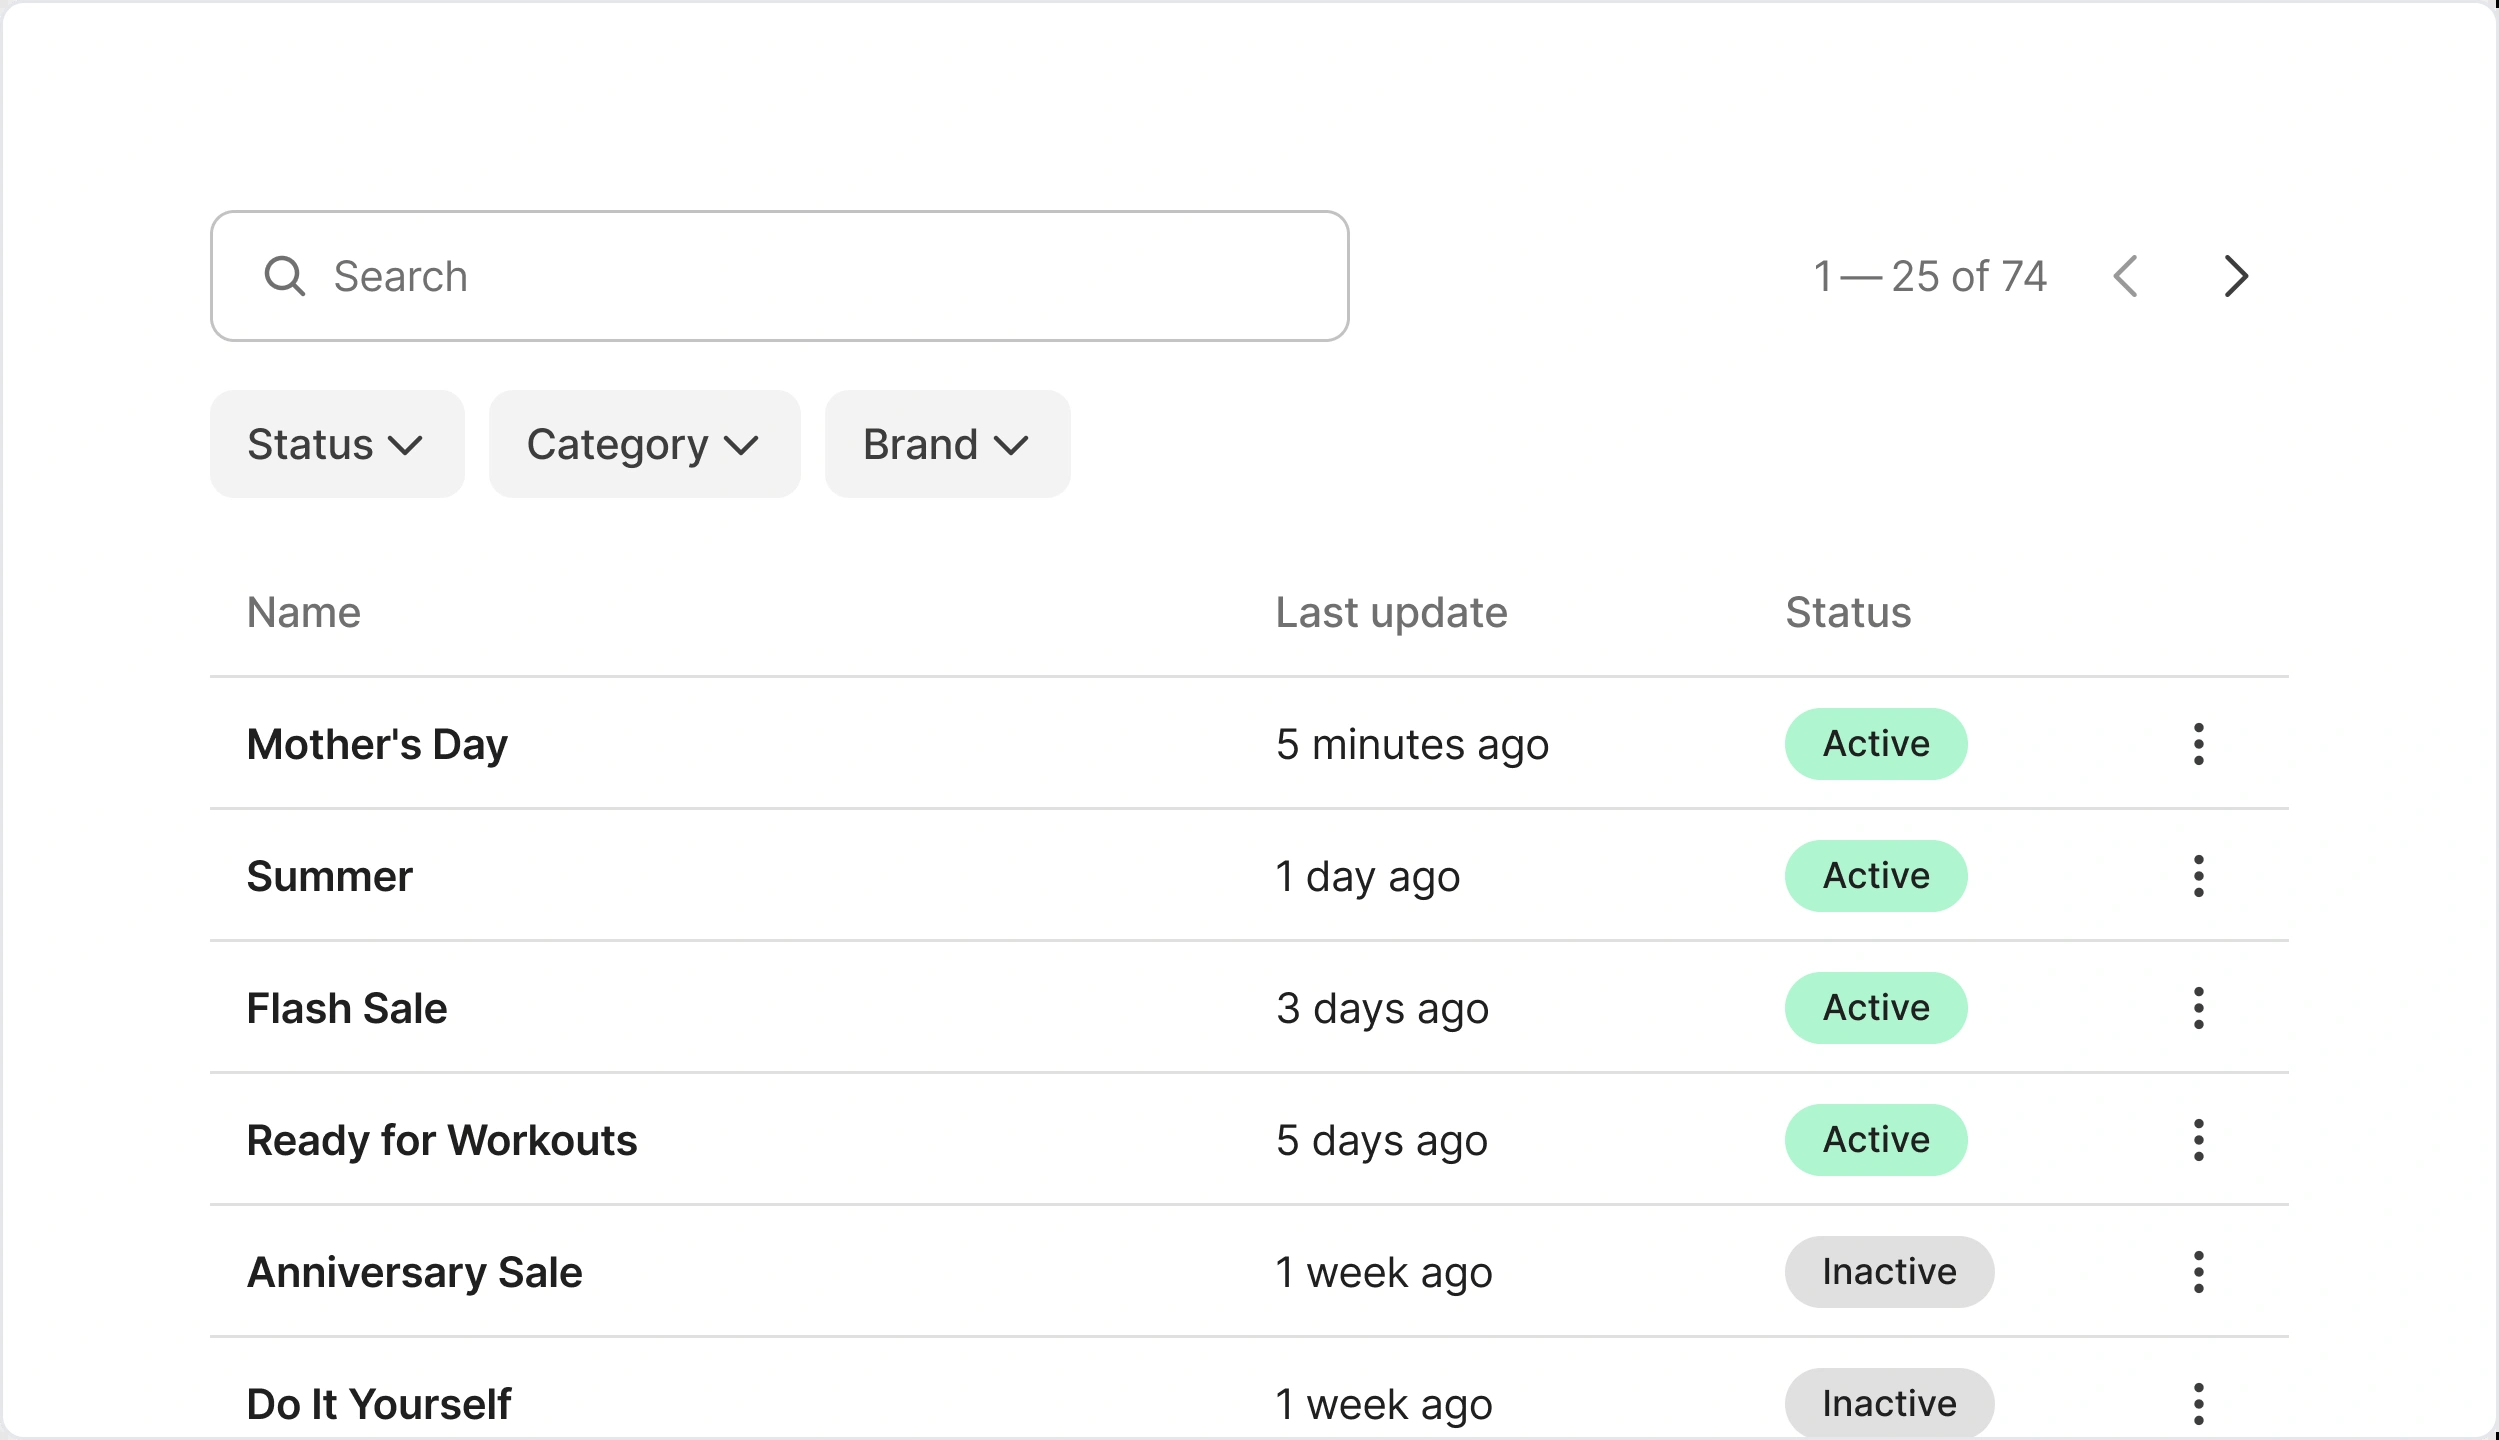 Search
1 — 25 of 74
Status
Category
Brand
Name
Last update
Status
Mother's Day
5 minutes ago
Active
Summer
1 day ago
Active
Flash Sale
3 days ago
Active
Ready for Workouts
5 days ago
Active
Anniversary Sale
1 week ago
Inactive
Do It Yourself
1 week ago
Inactive